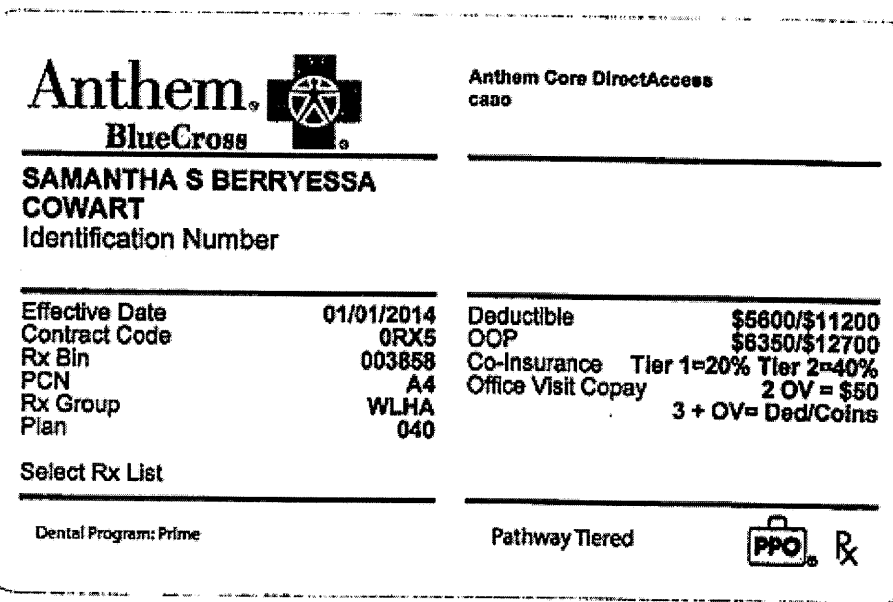 Anthem®
BlueCross®
Anthem Core DirectAccess
caao
SAMANTHA S BERRYESSA
COWART
Identification Number
Effective Date 01/01/2014
Contract Code 0RX5
Rx Bin 003858
PCN A4
Rx Group WLHA
Plan 040
Select Rx List
Deductible $5600/$11200
OOP $6350/$12700
Co-Insurance Tier 1=20% Tier 2=40%
Office Visit Copay 2 OV = $50
3 + OV= Ded/Coins
Dental Program: Prime
Pathway Tiered
PPO®
Rx